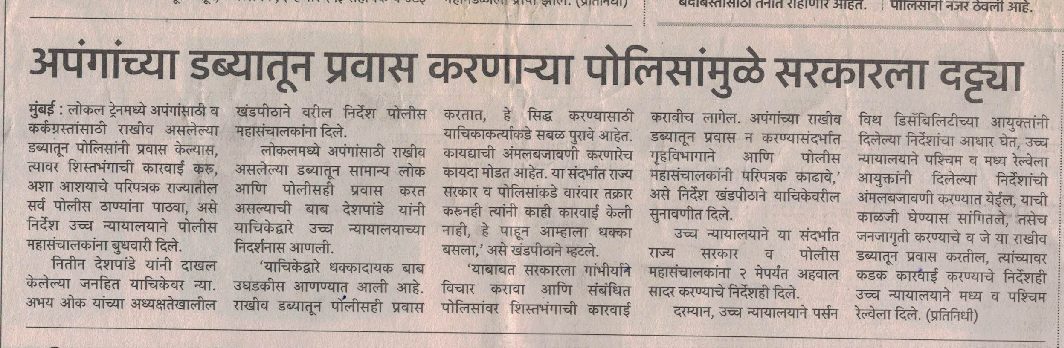 (प्रतिनिधी)
बंदोबस्तासाठी तैनात राहणार आहेत.
पोलिसांनी नजर ठेवली आहे.
अपंगांच्या डब्यातून प्रवास करणाऱ्या पोलिसांमुळे सरकारला दट्ट्या
मुंबई : लोकल ट्रेनमध्ये अपंगांसाठी व
कर्करग्रस्तांसाठी राखीव असलेल्या
डब्यातून पोलिसांनी प्रवास केल्यास,
त्यावर शिस्तभंगाची कारवाई करू,
अशा आशयाचे परिपत्रक राज्यातील
सर्व पोलीस ठाण्यांना पाठवा, असे
निर्देश उच्च न्यायालयाने पोलीस
महासंचालकांना बुधवारी दिले.
नितीन देशपांडे यांनी दाखल
केलेल्या जनहित याचिकेवर न्या.
अभय ओक यांच्या अध्यक्षतेखालील
खंडपीठाने वरील निर्देश पोलीस
महासंचालकांना दिले.
लोकलमध्ये अपंगांसाठी राखीव
असलेल्या डब्यातून सामान्य लोक
आणि पोलीसही प्रवास करत
असल्याची बाब देशपांडे यांनी
याचिकेद्वारे उच्च न्यायालयाच्या
निदर्शनास आणली.
'याचिकेद्वारे धक्कादायक बाब
उघडकीस आणण्यात आली आहे.
राखीव डब्यातून पोलीसही प्रवास
करतात, हे सिद्ध करण्यासाठी
याचिकाकर्त्याकडे सबळ पुरावे आहेत.
कायद्याची अंमलबजावणी करणारेच
कायदा मोडत आहेत. या संदर्भात राज्य
सरकार व पोलिसांकडे वारंवार तक्रार
करूनही त्यांनी काही कारवाई केली
नाही, हे पाहून आम्हाला धक्का
बसला,' असे खंडपीठाने म्हटले.
'याबाबत सरकारला गांभीर्याने
विचार करावा आणि संबंधित
पोलिसांवर शिस्तभंगाची कारवाई
करावीच लागेल. अपंगांच्या राखीव
डब्यातून प्रवास न करण्यासंदर्भात
गृहविभागाने आणि पोलीस
महासंचालकांनी परिपत्रक काढावे,'
असे निर्देश खंडपीठाने याचिकेवरील
सुनावणीत दिले.
उच्च न्यायालयाने या संदर्भात
राज्य सरकार व पोलीस
महासंचालकांना २ मेपर्यंत अहवाल
सादर करण्याचे निर्देशही दिले.
दरम्यान, उच्च न्यायालयाने पर्सन
विथ डिसॅबिलिटीच्या आयुक्तांनी
दिलेल्या निर्देशांचा आधार घेत, उच्च
न्यायालयाने पश्चिम व मध्य रेल्वेला
आयुक्तांनी दिलेल्या निर्देशांची
अंमलबजावणी करण्यात येईल, याची
काळजी घेण्यास सांगितले, तसेच
जनजागृती करण्याचे व जे या राखीव
डब्यातून प्रवास करतील, त्यांच्यावर
कडक कारवाई करण्याचे निर्देशही
उच्च न्यायालयाने मध्य व पश्चिम
रेल्वेला दिले. (प्रतिनिधी)